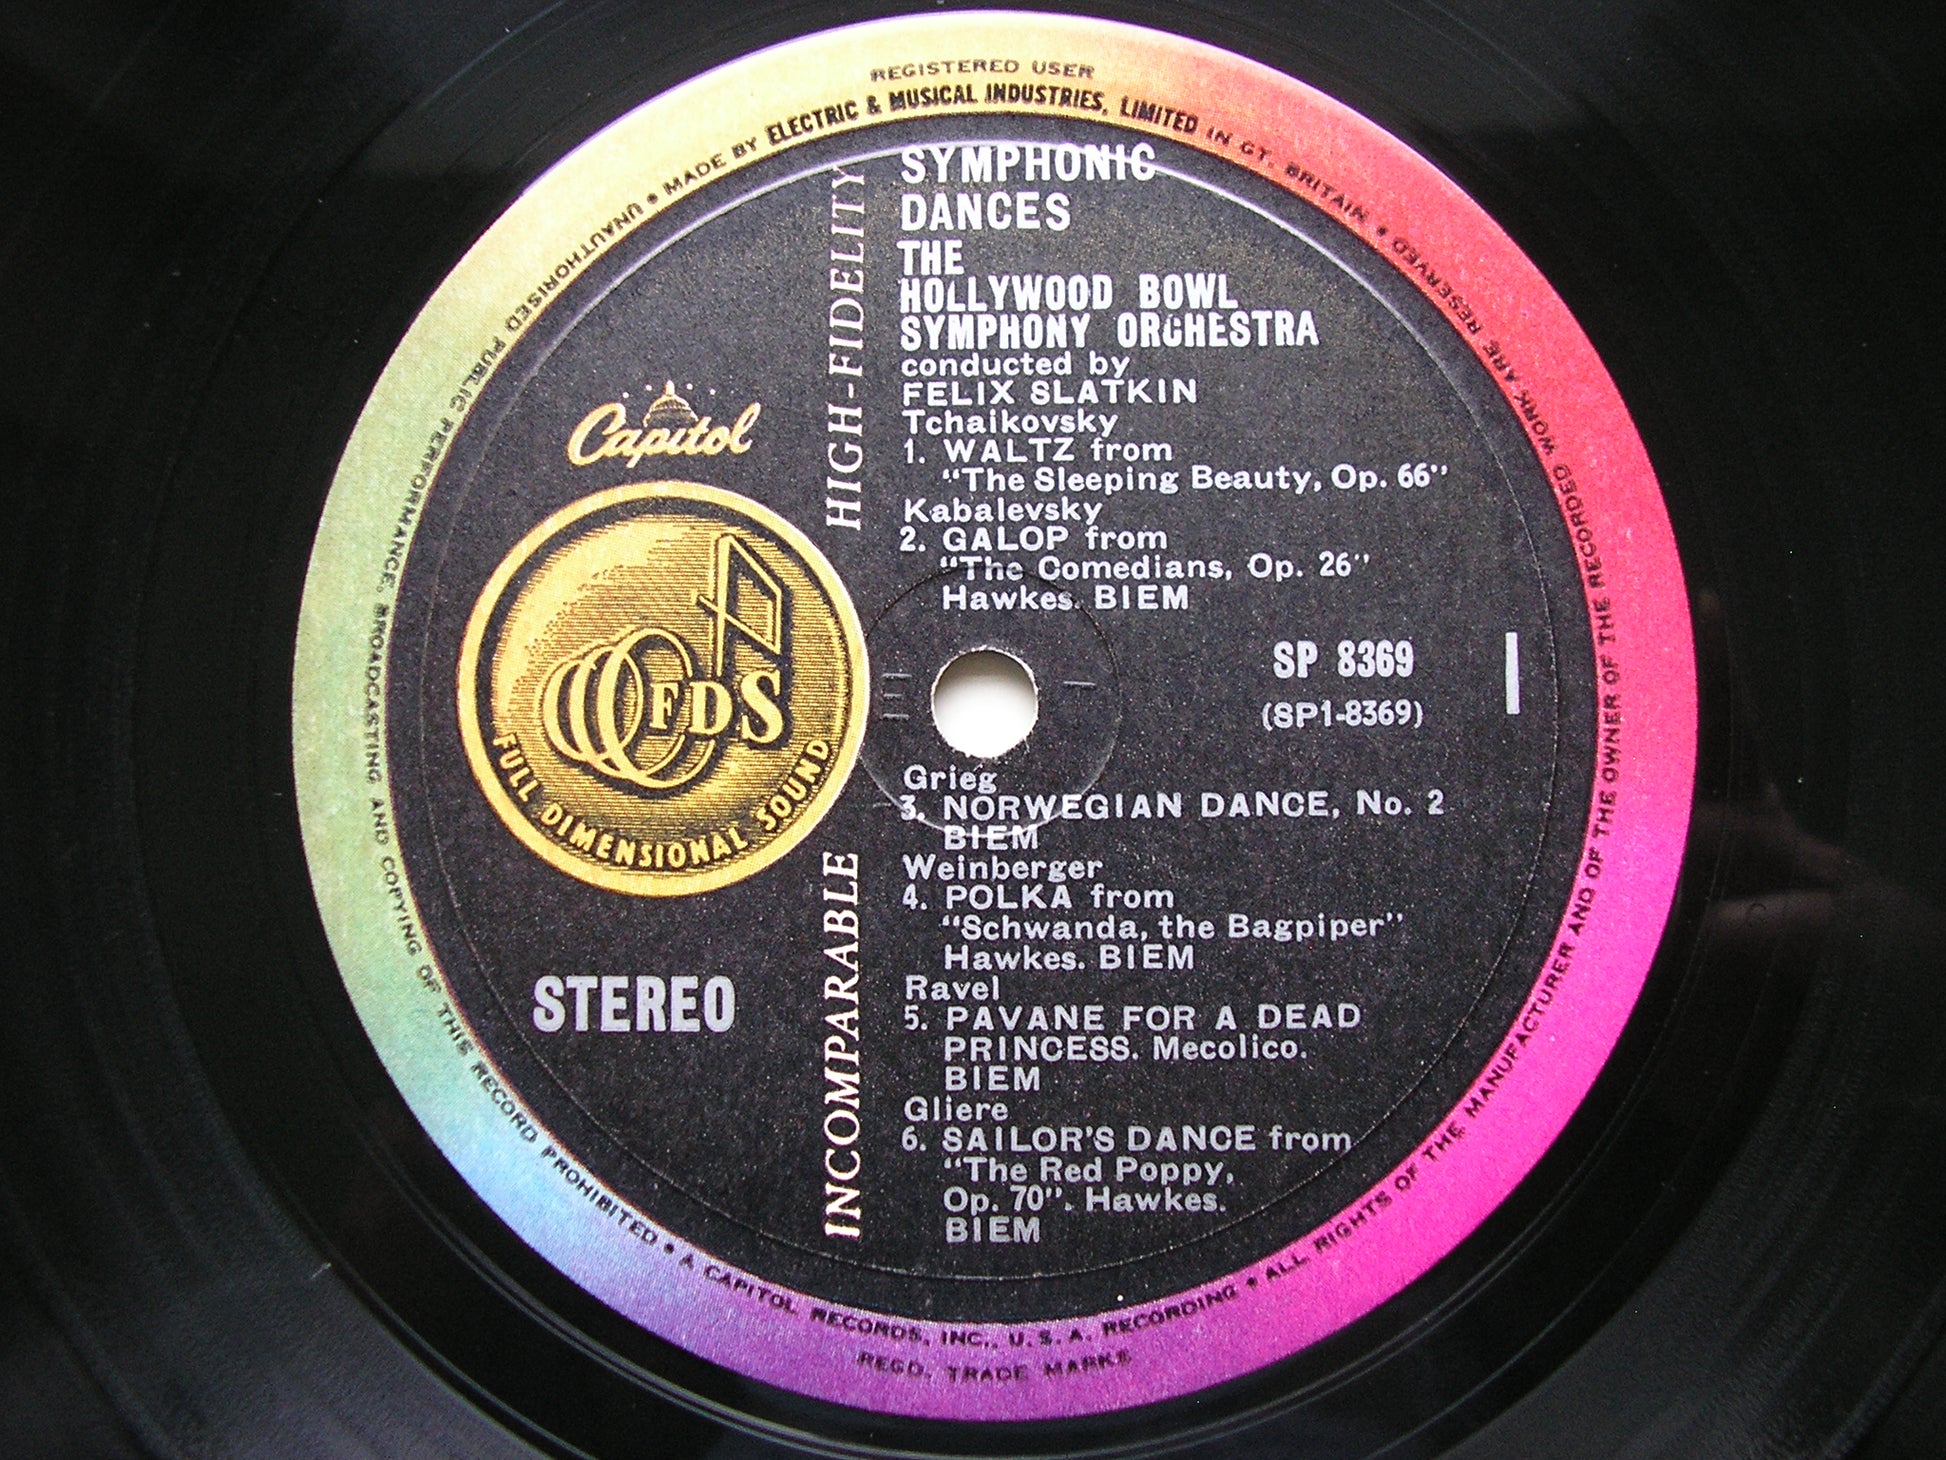 REGISTERED USER
MADE BY ELECTRIC & MUSICAL INDUSTRIES, LIMITED IN GT. BRITAIN • ALL RIGHTS OF THE MANUFACTURER AND OF THE OWNER OF THE RECORDED WORK ARE RESERVED •
UNAUTHORISED PUBLIC PERFORMANCE, BROADCASTING AND COPYING OF THIS RECORD PROHIBITED • A CAPITOL RECORDS, INC., U.S.A. RECORDING •
REGD. TRADE MARKS
SYMPHONIC
DANCES
THE
HOLLYWOOD BOWL
SYMPHONY ORCHESTRA
conducted by
FELIX SLATKIN
Tchaikovsky
1. WALTZ from
"The Sleeping Beauty, Op. 66"
Kabalevsky
2. GALOP from
"The Comedians, Op. 26"
Hawkes. BIEM
SP 8369
(SP1-8369)
1
Grieg
3. NORWEGIAN DANCE, No. 2
BIEM
Weinberger
4. POLKA from
"Schwanda, the Bagpiper"
Hawkes. BIEM
Ravel
5. PAVANE FOR A DEAD
PRINCESS. Mecolico.
BIEM
Gliere
6. SAILOR'S DANCE from
"The Red Poppy,
Op. 70". Hawkes.
BIEM
Capitol
FDS
FULL DIMENSIONAL SOUND
STEREO
INCOMPARABLE HIGH-FIDELITY